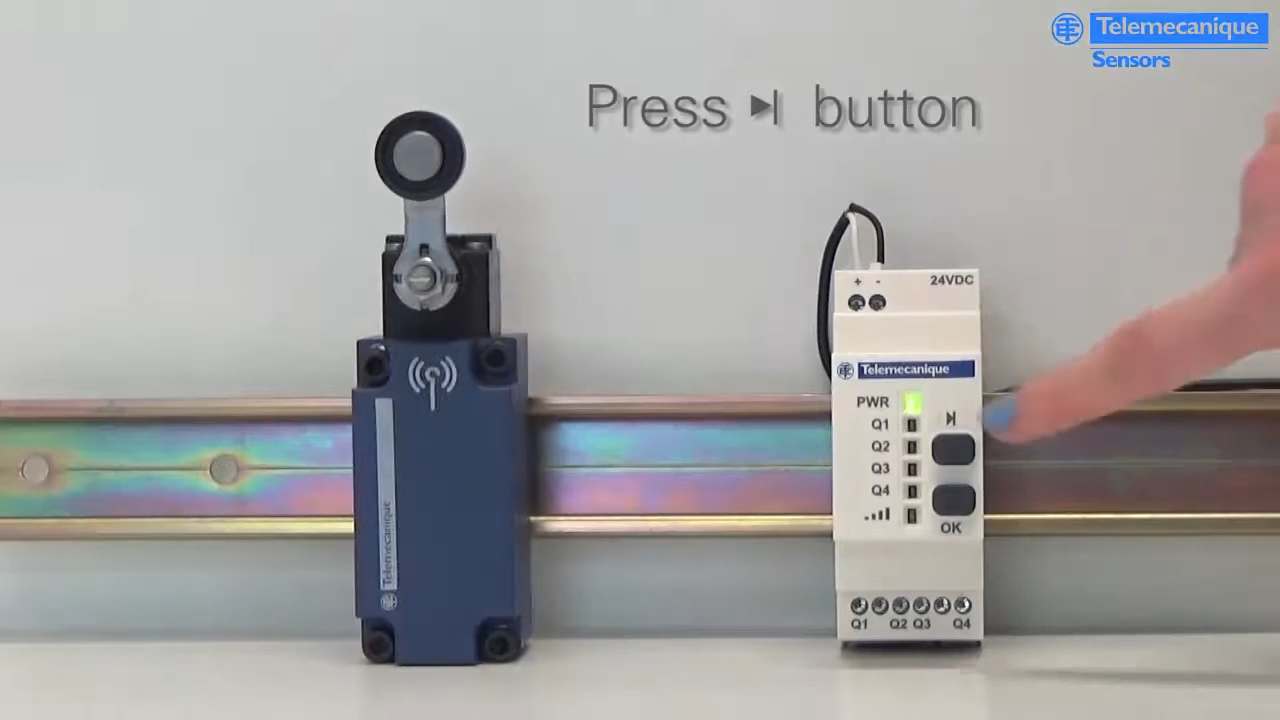 Telemecanique
Sensors
Press ⏯ button
+ -
24VDC
Telemecanique
PWR
Q1
Q2
Q3
Q4
OK
Q1 Q2 Q3 Q4
Telemecanique